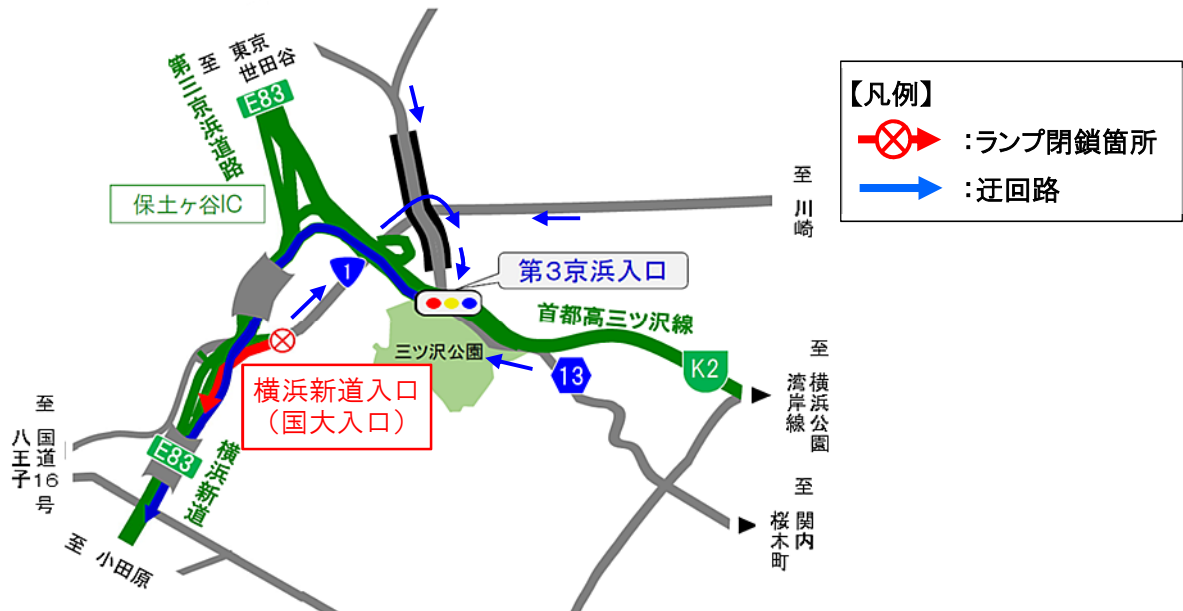 至 東京
世田谷
第三京浜道路
E83
保土ヶ谷IC
1
第3京浜入口
首都高三ツ沢線
三ツ沢公園
13
K2
横浜新道入口
（国大入口）
E83
横浜新道
至 国道16号
八王子
至 小田原
至 川崎
至 横浜公園
湾岸線
至 関内
桜木町
【凡例】
：ランプ閉鎖箇所
：迂回路